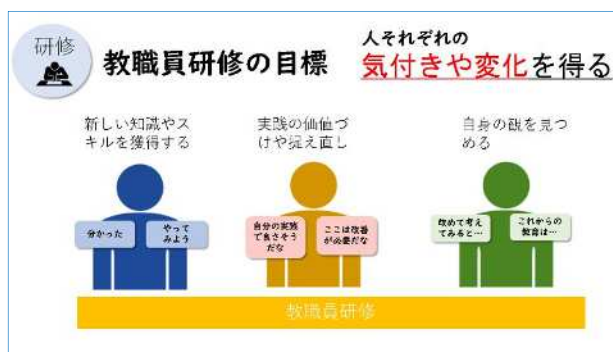 研修
教職員研修の目標
人それぞれの
気付きや変化を得る
新しい知識やス
キルを獲得する
実践の価値づ
けや捉え直し
自身の観を見つ
める
分かった
やって
みよう
自分の実践
で良さそう
だな
ここは改善
が必要だな
改めて考え
てみると…
これからの
教育は…
教職員研修